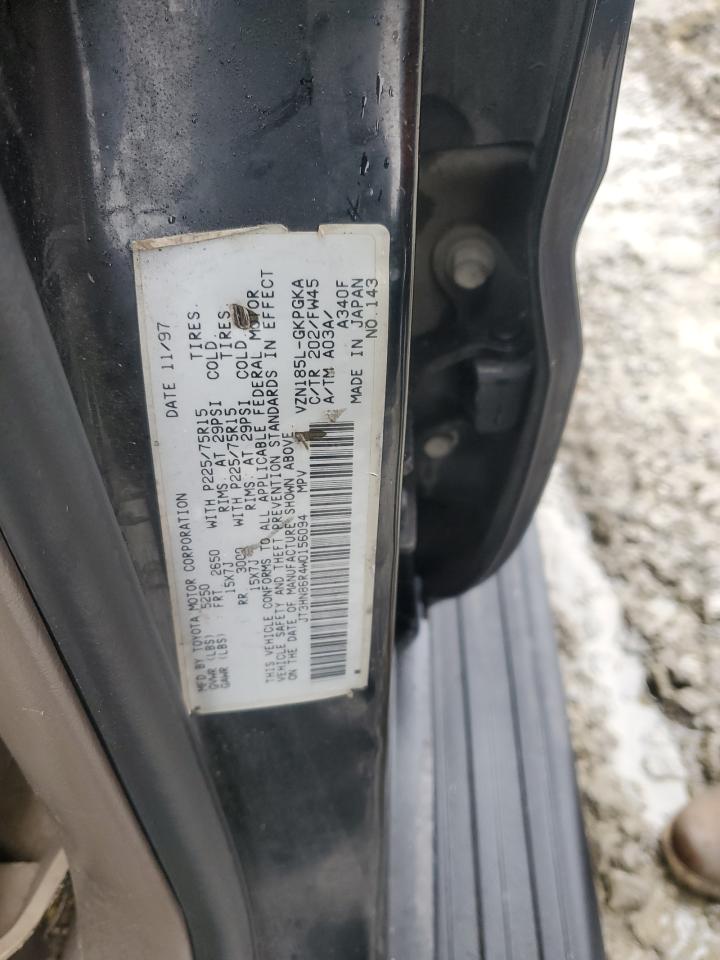 MFD BY TOYOTA MOTOR CORPORATION DATE 11/97
GVWR (LBS) 5250
GAWR (LBS) FRT 2650 WITH P225/75R15 TIRES.
15X7J RIMS. AT 29PSI COLD.
RR 3000 WITH P225/75R15 TIRES.
15X7J RIMS. AT 29PSI COLD
THIS VEHICLE CONFORMS TO ALL APPLICABLE FEDERAL MOTOR
VEHICLE SAFETY AND THEFT PREVENTION STANDARDS IN EFFECT
ON THE DATE OF MANUFACTURE SHOWN ABOVE.
JT3HN86R4W0156094 MPV
VZN185L-GKPGKA
C/TR 202/FW45
A/TM A03A/
A340F
MADE IN JAPAN NO.143